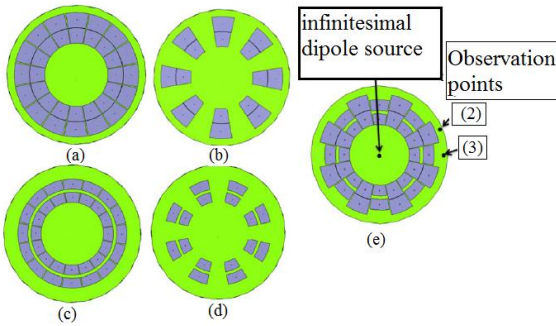 infinitesimal
dipole source
Observation
points
(2)
(3)
(a)
(b)
(e)
(c)
(d)